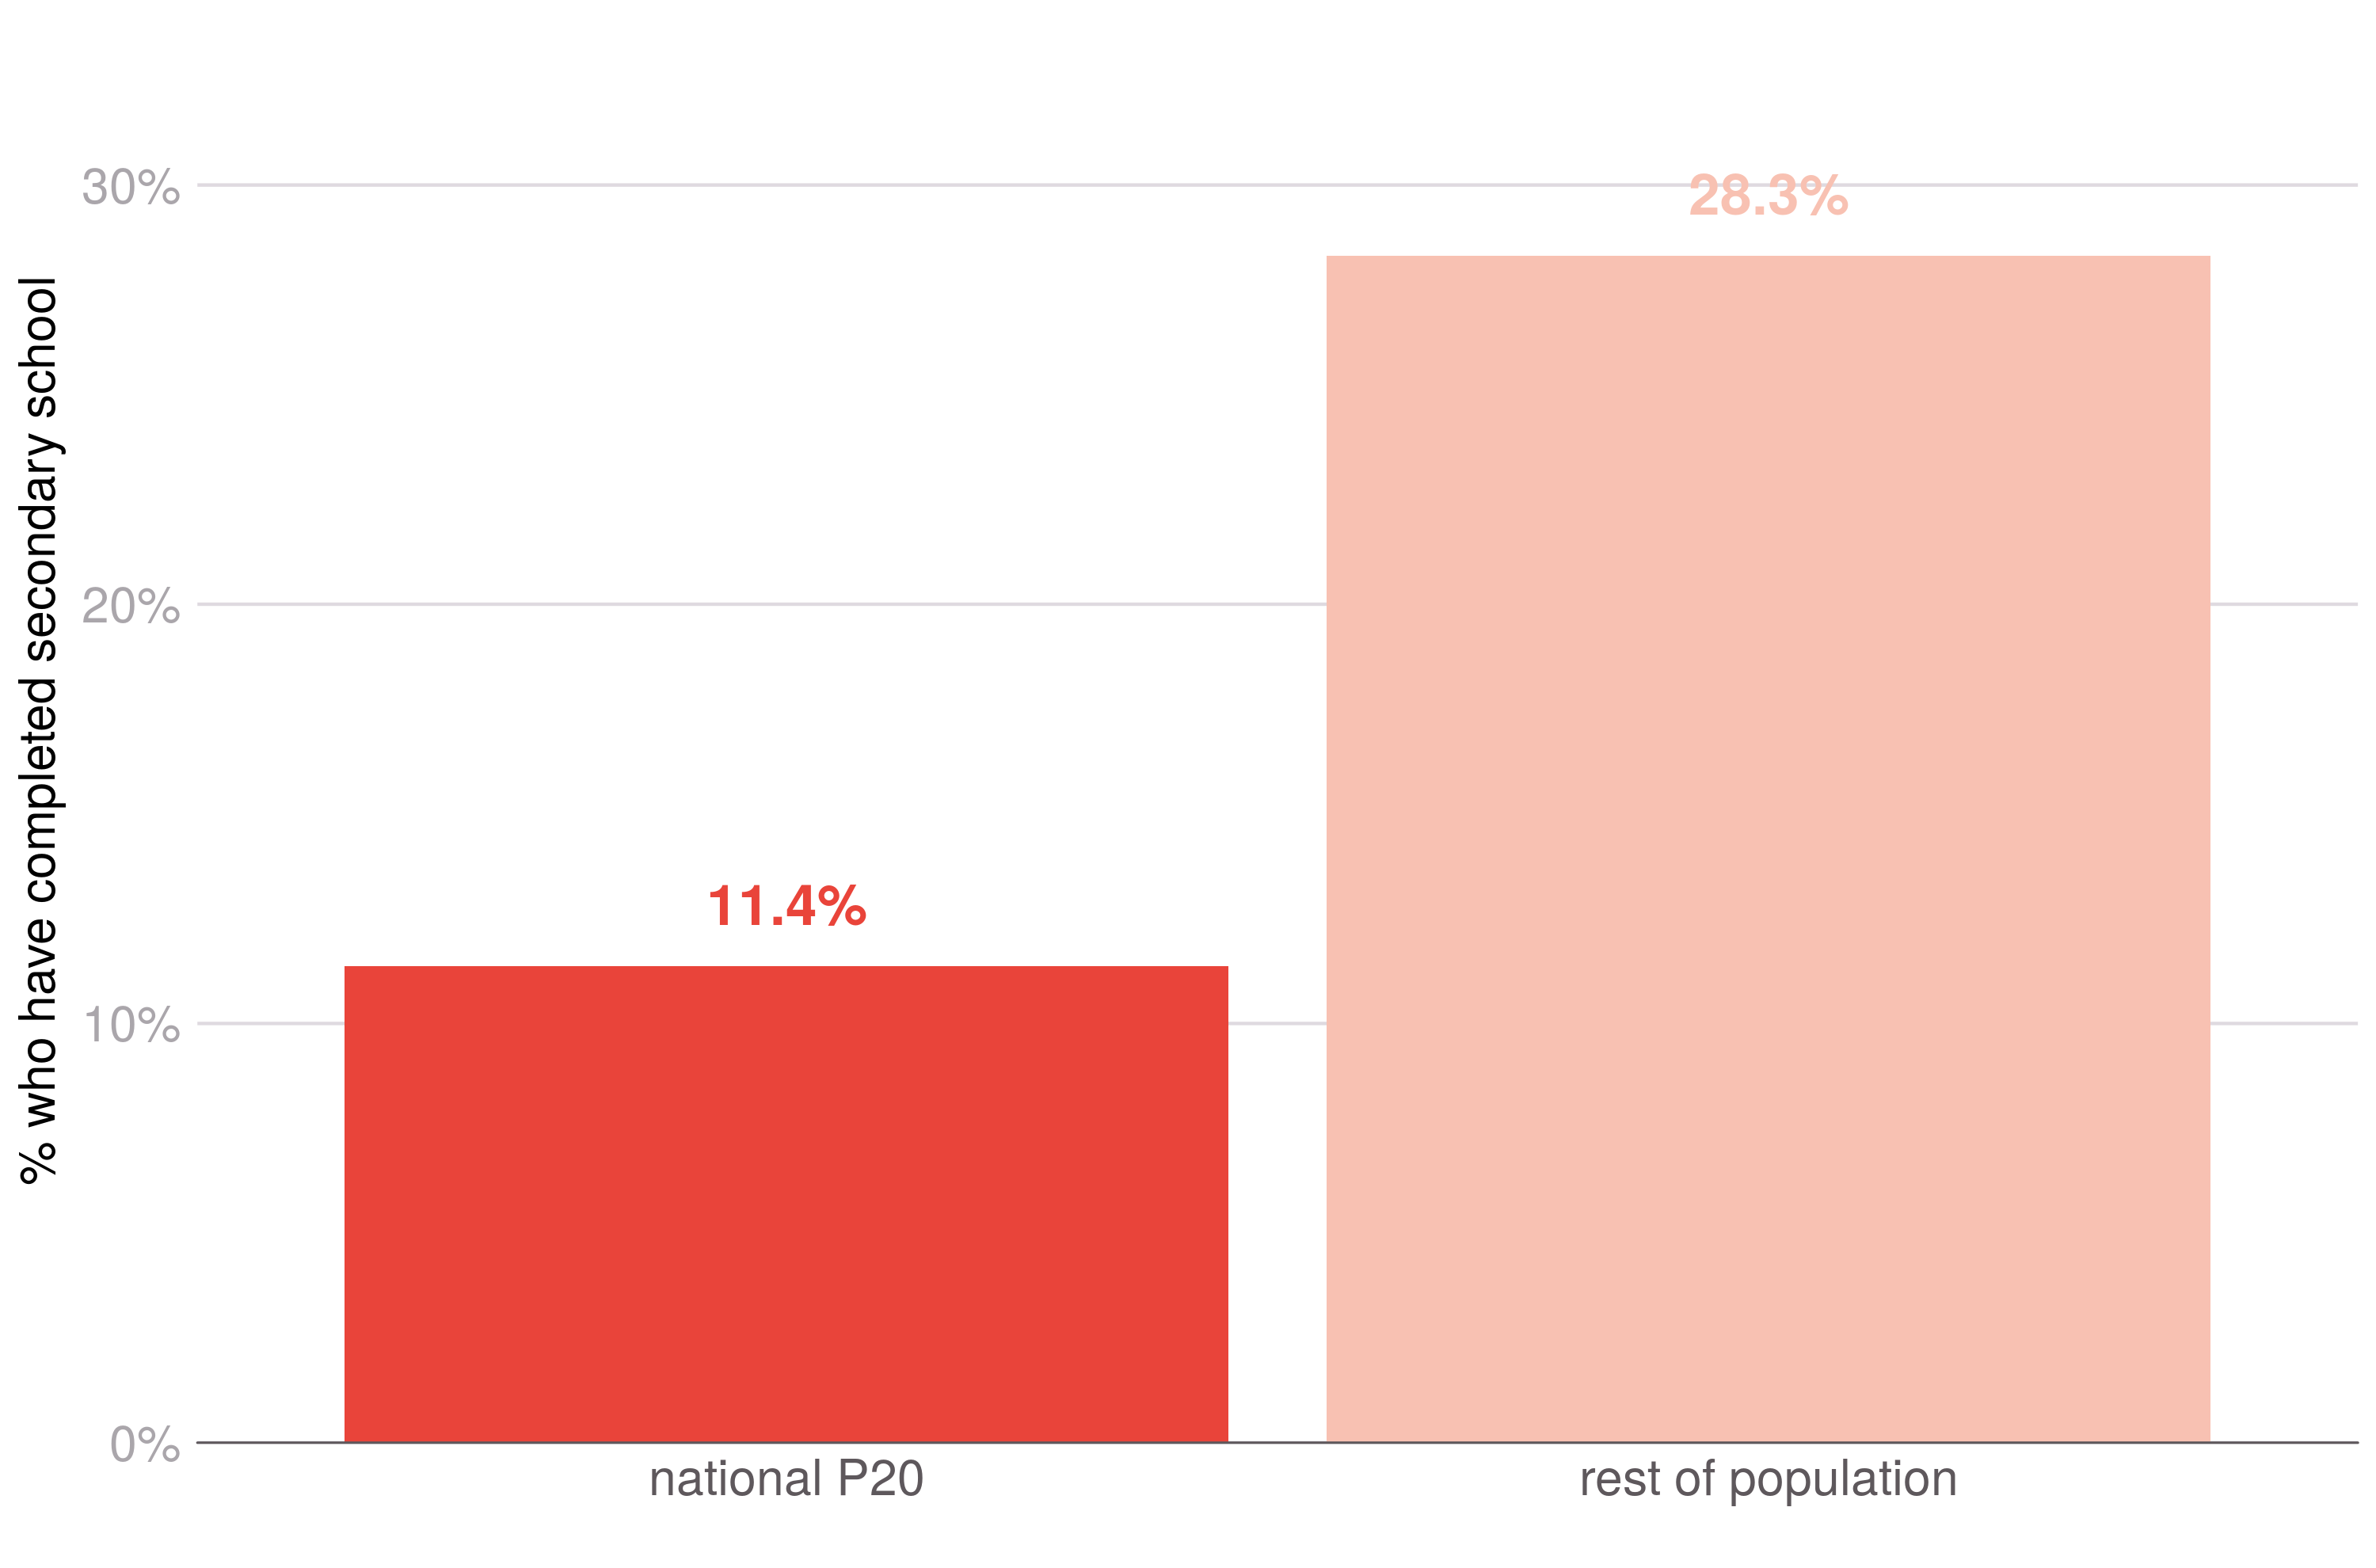 % who have completed secondary school
30%
20%
10%
0%
11.4%
28.3%
national P20
rest of population